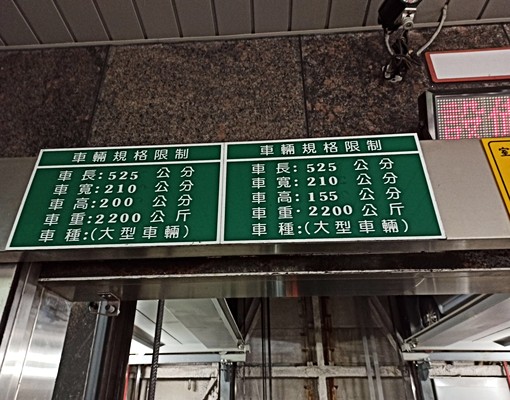 車輛規格限制
車長:525 公分
車寬:210 公分
車高:200 公分
車重:2200公斤
車種:(大型車輛)
車輛規格限制
車長:525 公分
車寬:210 公分
車高:155 公分
車重:2200公斤
車種:(大型車輛)
室